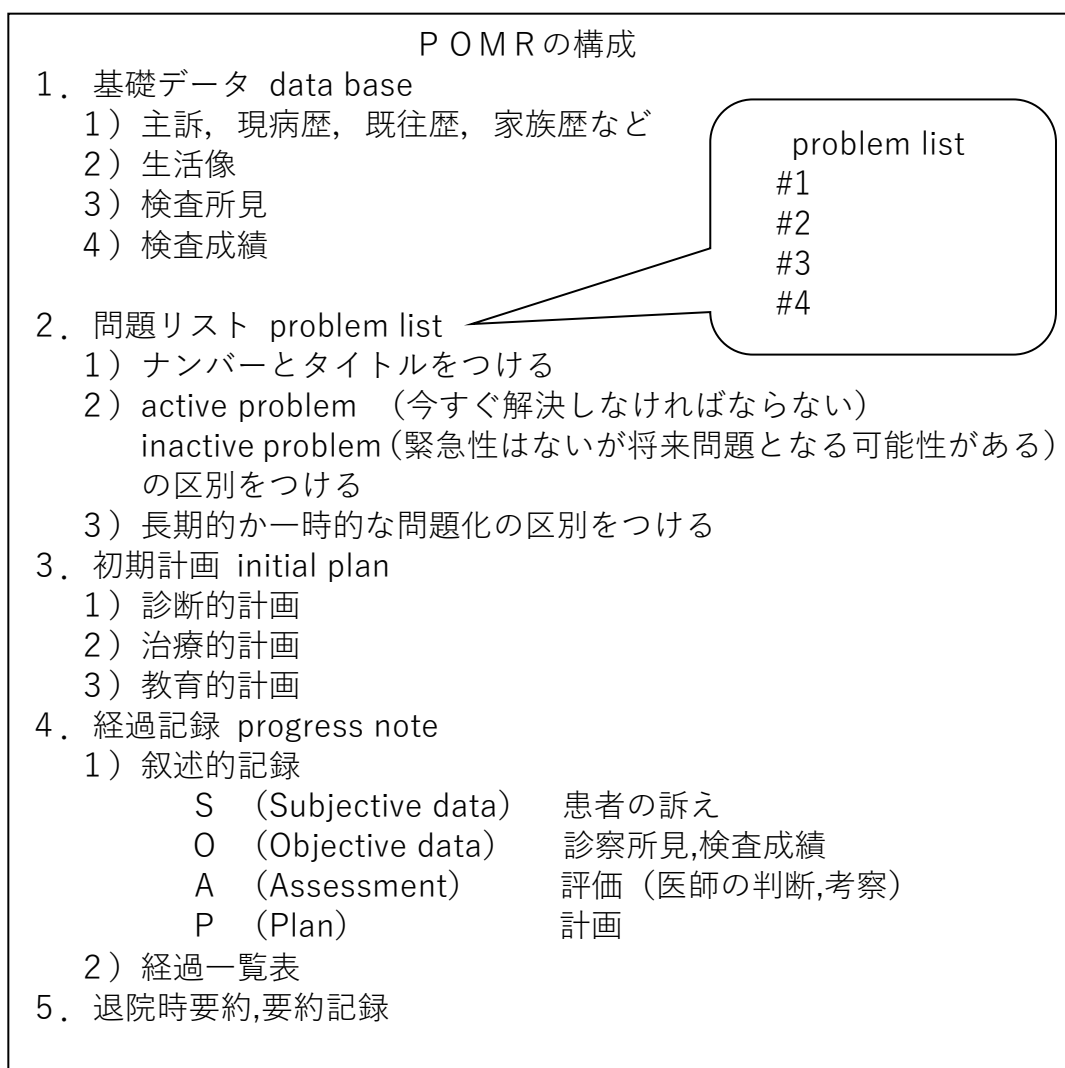 ＰＯＭＲの構成
１．基礎データ data base
１）主訴，現病歴，既往歴，家族歴など
２）生活像
３）検査所見
４）検査成績
problem list
#1
#2
#3
#4
２．問題リスト problem list
１）ナンバーとタイトルをつける
２）active problem （今すぐ解決しなければならない）
inactive problem（緊急性はないが将来問題となる可能性がある）
の区別をつける
３）長期的か一時的な問題化の区別をつける
３．初期計画 initial plan
１）診断的計画
２）治療的計画
３）教育的計画
４．経過記録 progress note
１）叙述的記録
S （Subjective data） 患者の訴え
O （Objective data） 診察所見,検査成績
A （Assessment） 評価（医師の判断,考察）
P （Plan） 計画
２）経過一覧表
５．退院時要約,要約記録